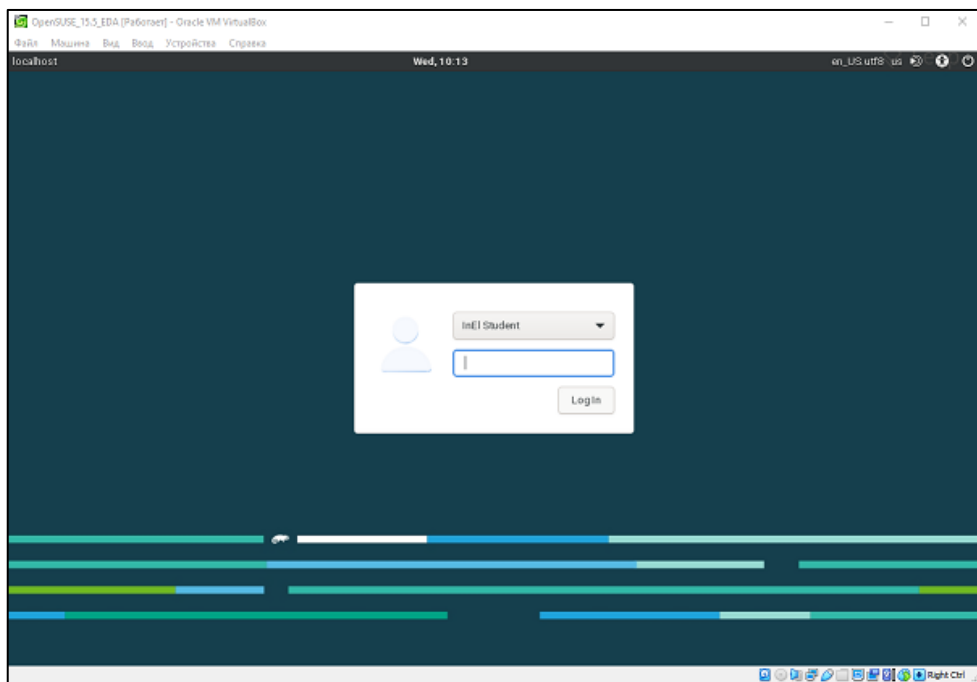 OpenSUSE_15.5_EDA [Работает] - Oracle VM VirtualBox
Файл Машина Вид Ввод Устройства Справка
localhost Wed, 10:13 en_US.utf8 us
InEl Student
Log In
Right Ctrl